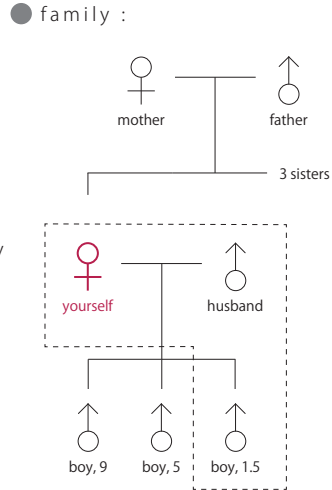 family :
mother
father
3 sisters
y
yourself
husband
boy, 9
boy, 5
boy, 1.5